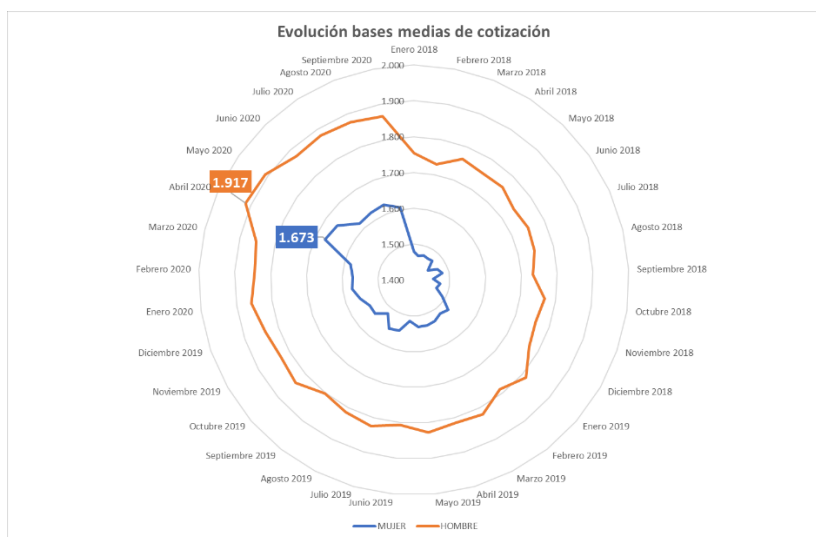 Evolución bases medias de cotización
Enero 2018
Febrero 2018
Marzo 2018
Abril 2018
Mayo 2018
Junio 2018
Julio 2018
Agosto 2018
Septiembre 2018
Octubre 2018
Noviembre 2018
Diciembre 2018
Enero 2019
Febrero 2019
Marzo 2019
Abril 2019
Mayo 2019
Junio 2019
Julio 2019
Agosto 2019
Septiembre 2019
Octubre 2019
Noviembre 2019
Diciembre 2019
Enero 2020
Febrero 2020
Marzo 2020
Abril 2020
Mayo 2020
Junio 2020
Julio 2020
Agosto 2020
Septiembre 2020
2.000
1.900
1.800
1.700
1.600
1.500
1.400
1.917
1.673
MUJER
HOMBRE